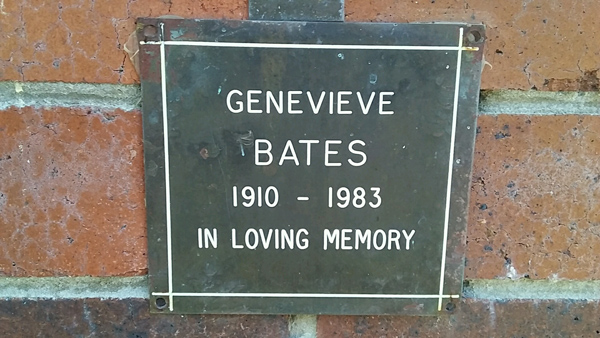 GENEVIEVE
BATES
1910 - 1983
IN LOVING MEMORY